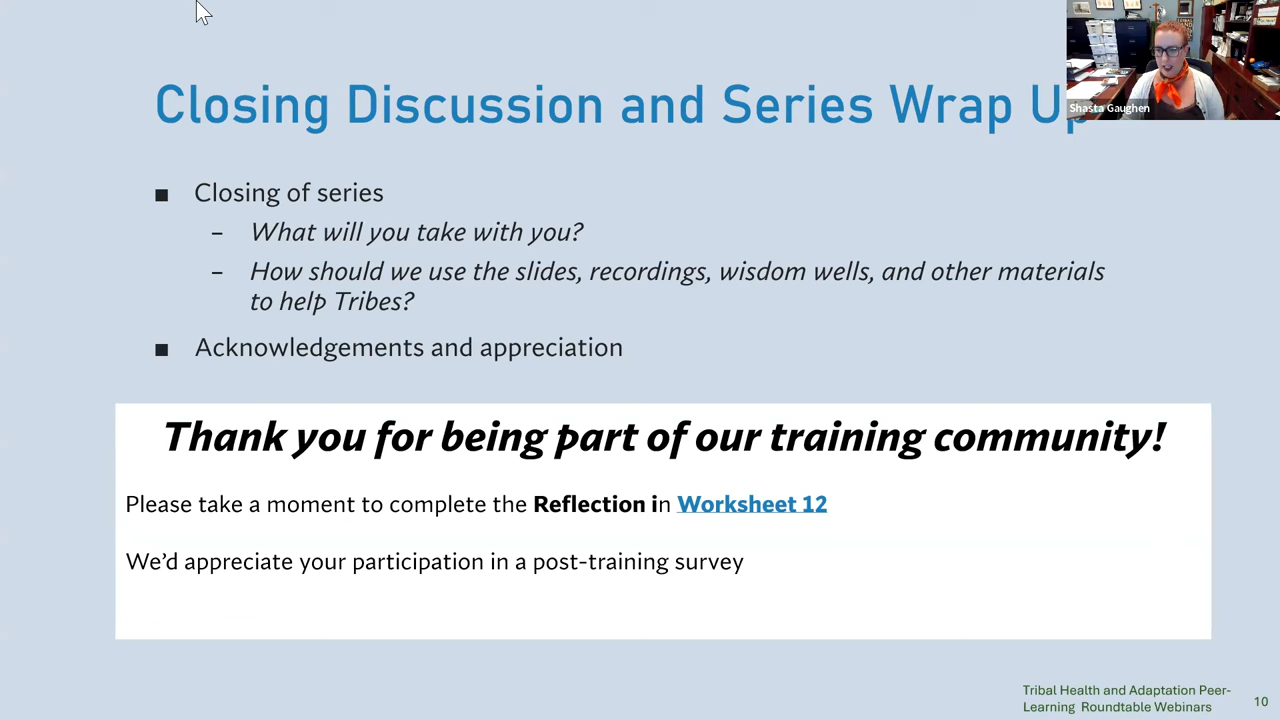 Closing Discussion and Series Wrap Up
Shasta Gaughen
■ Closing of series
– What will you take with you?
– How should we use the slides, recordings, wisdom wells, and other materials
to help Tribes?
■ Acknowledgements and appreciation
Thank you for being part of our training community!
Please take a moment to complete the Reflection in Worksheet 12
We’d appreciate your participation in a post-training survey
Tribal Health and Adaptation Peer-
Learning Roundtable Webinars
10